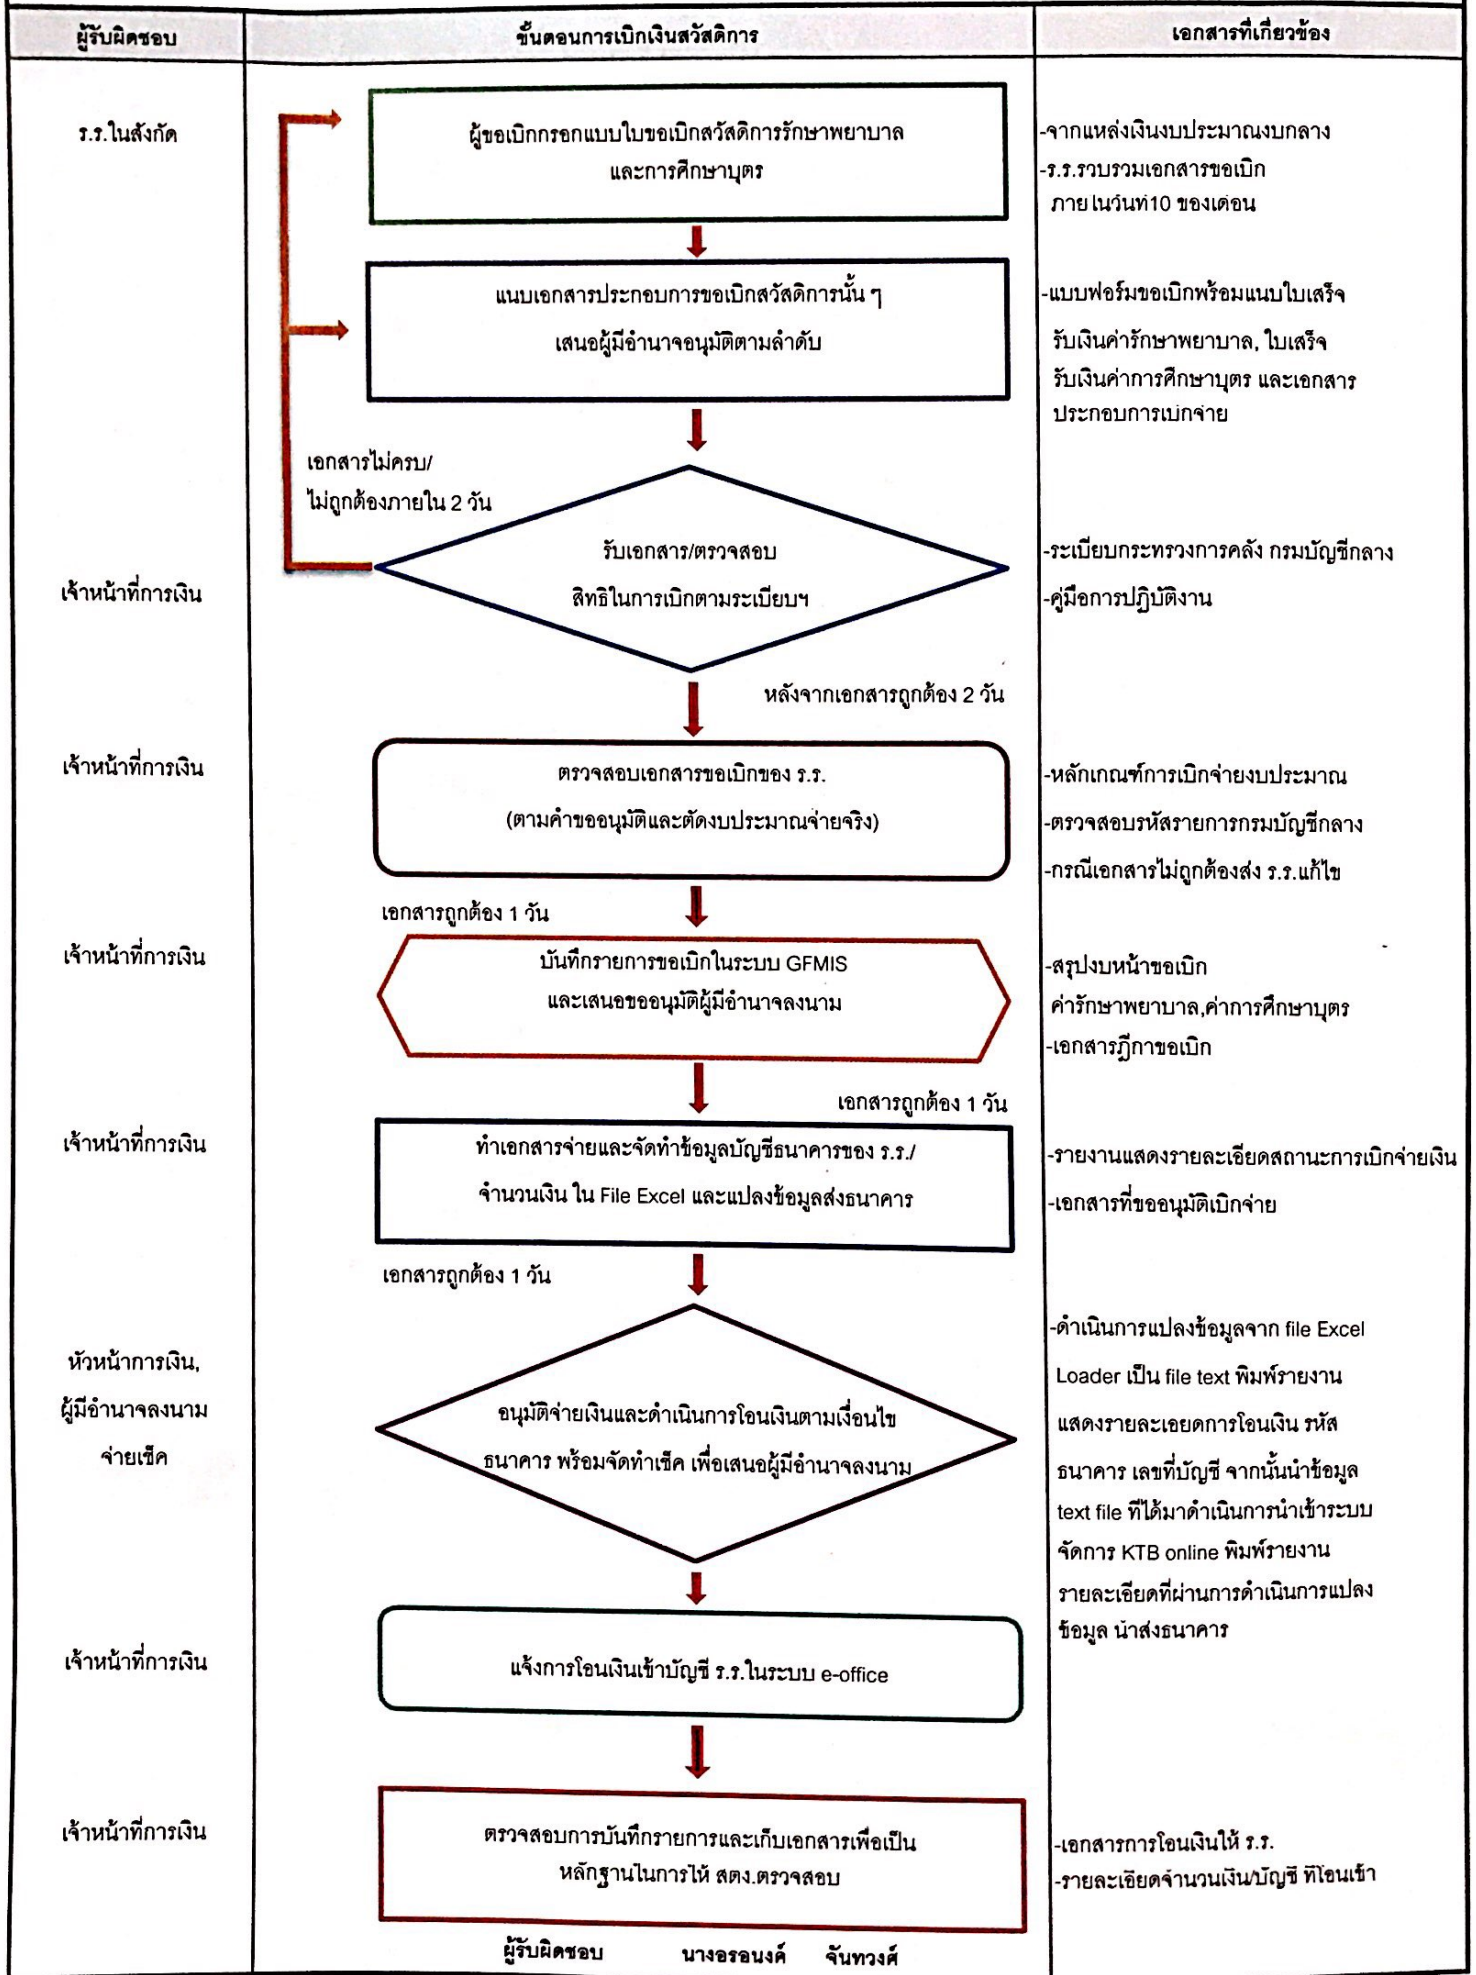 ผู้รับผิดชอบ
ขั้นตอนการเบิกเงินสวัสดิการ
เอกสารที่เกี่ยวข้อง
ร.ร.ในสังกัด
ผู้ขอเบิกกรอกแบบใบขอเบิกสวัสดิการรักษาพยาบาล
และการศึกษาบุตร
-จากแหล่งเงินงบประมาณงบกลาง
-ร.ร.รวบรวมเอกสารขอเบิก
ภายในวันที่10 ของเดือน
แนบเอกสารประกอบการขอเบิกสวัสดิการนั้น ๆ
เสนอผู้มีอำนาจอนุมัติตามลำดับ
-แบบฟอร์มขอเบิกพร้อมแนบใบเสร็จ
รับเงินค่ารักษาพยาบาล, ใบเสร็จ
รับเงินค่าการศึกษาบุตร และเอกสาร
ประกอบการเบิกจ่าย
เอกสารไม่ครบ/
ไม่ถูกต้องภายใน 2 วัน
เจ้าหน้าที่การเงิน
รับเอกสาร/ตรวจสอบ
สิทธิในการเบิกตามระเบียบฯ
-ระเบียบกระทรวงการคลัง กรมบัญชีกลาง
-คู่มือการปฏิบัติงาน
หลังจากเอกสารถูกต้อง 2 วัน
เจ้าหน้าที่การเงิน
ตรวจสอบเอกสารขอเบิกของ ร.ร.
(ตามคำขออนุมัติและตัดงบประมาณจ่ายจริง)
-หลักเกณฑ์การเบิกจ่ายงบประมาณ
-ตรวจสอบรหัสรายการกรมบัญชีกลาง
-กรณีเอกสารไม่ถูกต้องส่ง ร.ร.แก้ไข
เอกสารถูกต้อง 1 วัน
เจ้าหน้าที่การเงิน
บันทึกรายการขอเบิกในระบบ GFMIS
และเสนอขออนุมัติผู้มีอำนาจลงนาม
-สรุปงบหน้าขอเบิก
ค่ารักษาพยาบาล,ค่าการศึกษาบุตร
-เอกสารฎีกาขอเบิก
เอกสารถูกต้อง 1 วัน
เจ้าหน้าที่การเงิน
ทำเอกสารจ่ายและจัดทำข้อมูลบัญชีธนาคารของ ร.ร./
จำนวนเงิน ใน File Excel และแปลงข้อมูลส่งธนาคาร
-รายงานแสดงรายละเอียดสถานะการเบิกจ่ายเงิน
-เอกสารที่ขออนุมัติเบิกจ่าย
เอกสารถูกต้อง 1 วัน
หัวหน้าการเงิน,
ผู้มีอำนาจลงนาม
จ่ายเช็ค
อนุมัติจ่ายเงินและดำเนินการโอนเงินตามเงื่อนไข
ธนาคาร พร้อมจัดทำเช็ค เพื่อเสนอผู้มีอำนาจลงนาม
-ดำเนินการแปลงข้อมูลจาก file Excel
Loader เป็น file text พิมพ์รายงาน
แสดงรายละเอียดการโอนเงิน รหัส
ธนาคาร เลขที่บัญชี จากนั้นนำข้อมูล
text file ที่ได้มาดำเนินการนำเข้าระบบ
จัดการ KTB online พิมพ์รายงาน
รายละเอียดที่ผ่านการดำเนินการแปลง
ข้อมูล นำส่งธนาคาร
เจ้าหน้าที่การเงิน
แจ้งการโอนเงินเข้าบัญชี ร.ร.ในระบบ e-office
เจ้าหน้าที่การเงิน
ตรวจสอบการบันทึกรายการและเก็บเอกสารเพื่อเป็น
หลักฐานในการให้ สตง.ตรวจสอบ
-เอกสารการโอนเงินให้ ร.ร.
-รายละเอียดจำนวนเงิน/บัญชี ที่โอนเข้า
ผู้รับผิดชอบ นางอรอนงค์ จันทวงศ์